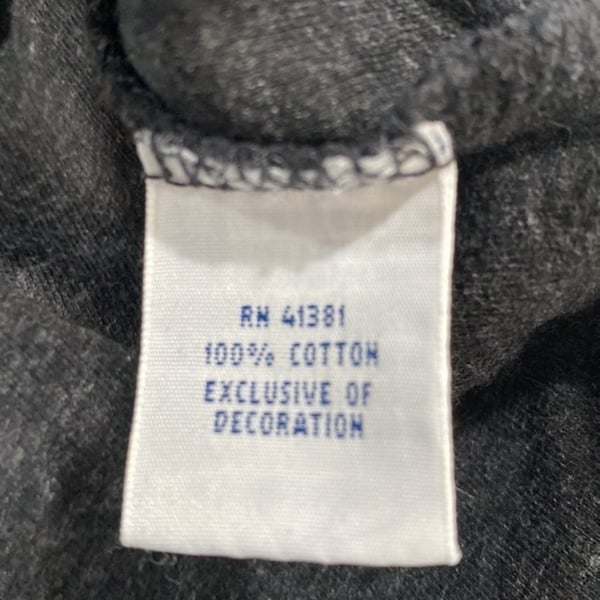 RN 41381
100% COTTON
EXCLUSIVE OF
DECORATION